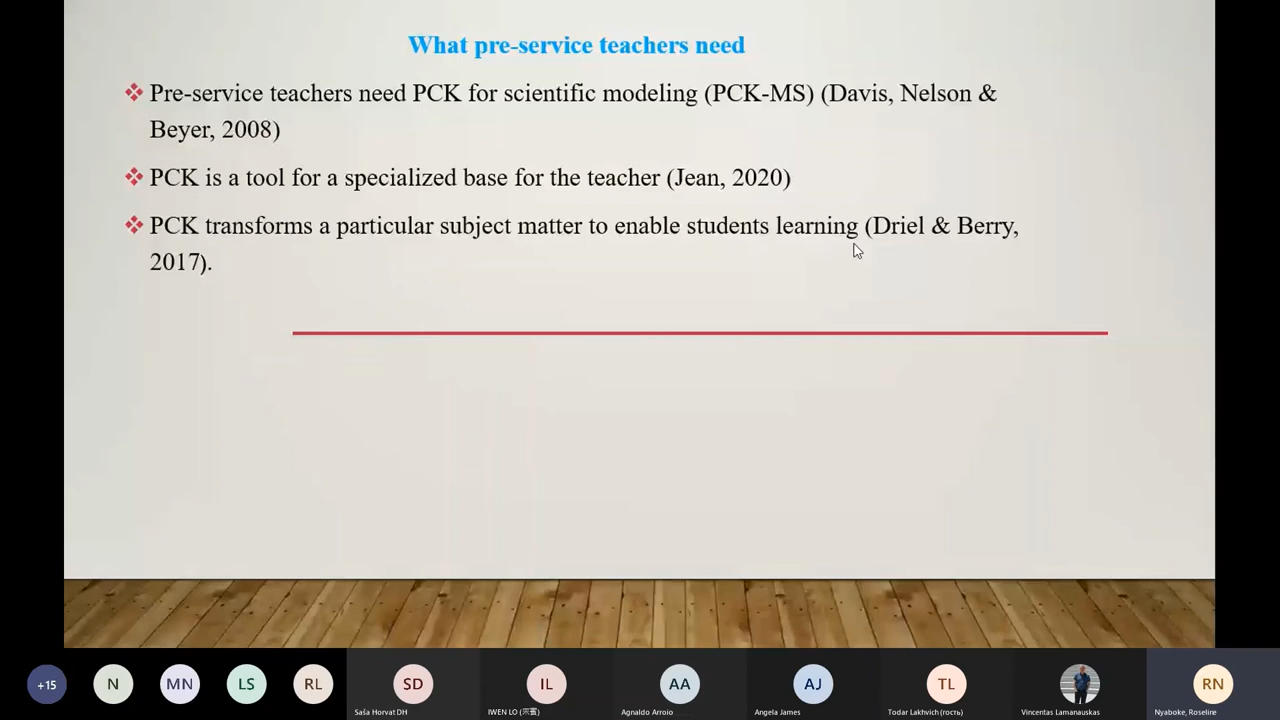 What pre-service teachers need
Pre-service teachers need PCK for scientific modeling (PCK-MS) (Davis, Nelson &
Beyer, 2008)
PCK is a tool for a specialized base for the teacher (Jean, 2020)
PCK transforms a particular subject matter to enable students learning (Driel & Berry,
2017).
+15
N
MN
LS
RL
SD
IL
AA
AJ
TL
RN
Saša Horvat DH
IWEN LO (
Agnaldo Arroio
Angela James
Todar Lakhvich (гость)
Vincentas Lamanauskas
Nyaboke, Roseline